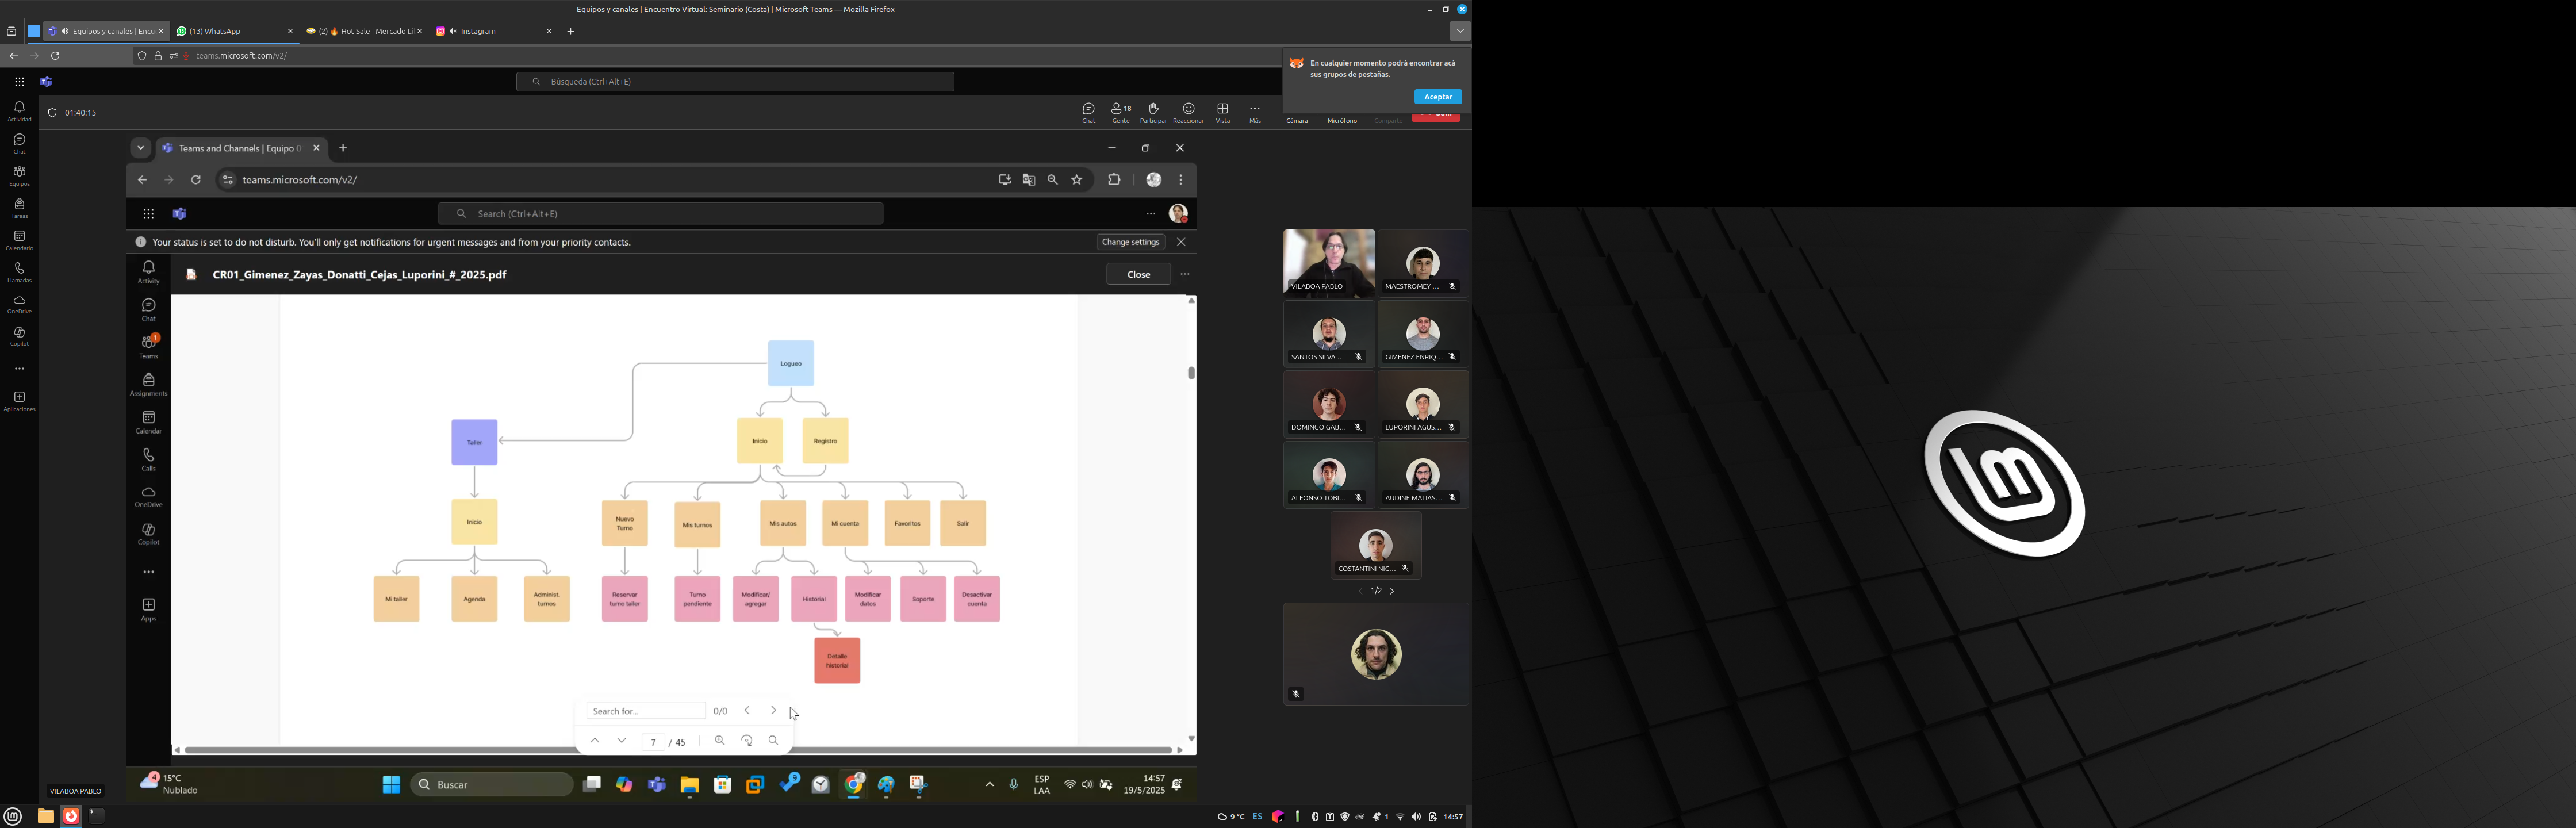 Equipos y canales | Encuentro Virtual: Seminario (Costa) | Microsoft Teams — Mozilla Firefox
Equipos y canales | Encu
(13) WhatsApp
(2) 🔥 Hot Sale | Mercado Li
Instagram
teams.microsoft.com/v2/
En cualquier momento podrá encontrar acá
sus grupos de pestañas.
Aceptar
Búsqueda (Ctrl+Alt+E)
01:40:15
Chat
18
Gente
Participar
Reaccionar
Vista
Más
Cámara
Micrófono
Compartir
Actividad
Chat
Equipos
Tareas
Calendario
Llamadas
OneDrive
Copilot
Aplicaciones
Teams and Channels | Equipo 0
teams.microsoft.com/v2/
Search (Ctrl+Alt+E)
Your status is set to do not disturb. You'll only get notifications for urgent messages and from your priority contacts.
Change settings
CR01_Gimenez_Zayas_Donatti_Cejas_Luporini_#_2025.pdf
Close
Activity
Chat
1
Teams
Assignments
Calendar
Calls
OneDrive
Copilot
Apps
Logueo
Taller
Inicio
Registro
Inicio
Nuevo
Turno
Mis turnos
Mis autos
Mi cuenta
Favoritos
Salir
Mi taller
Agenda
Administ.
turnos
Reservar
turno taller
Turno
pendiente
Modificar/
agregar
Historial
Modificar
datos
Soporte
Desactivar
cuenta
Detalle
historial
Search for...
0/0
7 / 45
4
15°C
Nublado
Buscar
9
ESP
LAA
14:57
19/5/2025
VILABOA PABLO
VILABOA PABLO
MAESTROMEY ...
SANTOS SILVA ...
GIMENEZ ENRIQ...
DOMINGO GAB...
LUPORINI AGUS...
ALFONSO TOBI...
AUDINE MATIAS...
COSTANTINI NIC...
1/2
9 °C
ES
1
14:57